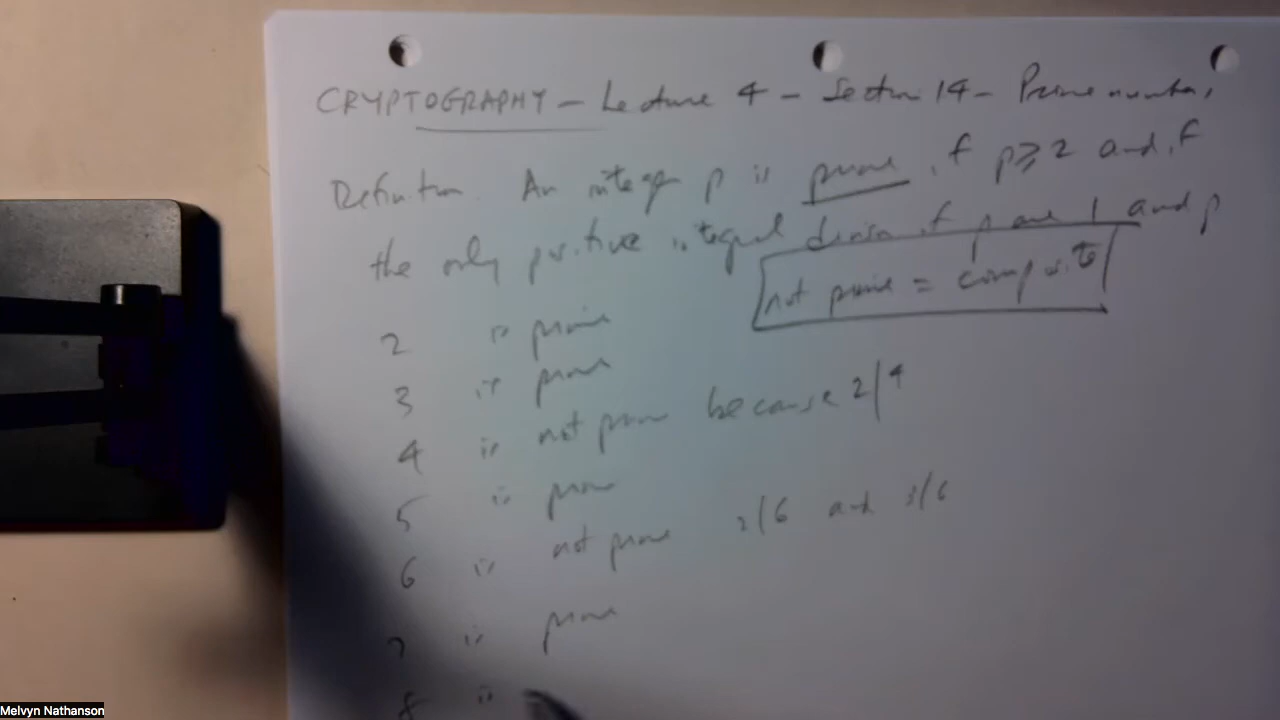 CRYPTOGRAPHY - Lecture 4 - Section 14 - Prime numbers
Definition An integer p is prime if p ≥ 2 and if
the only positive integral divisors of p are 1 and p
not prime = composite
2 is prime
3 is prime
4 is not prime because 2|4
5 is prime
6 is not prime 2|6 and 3|6
7 is prime
8 is
Melvyn Nathanson